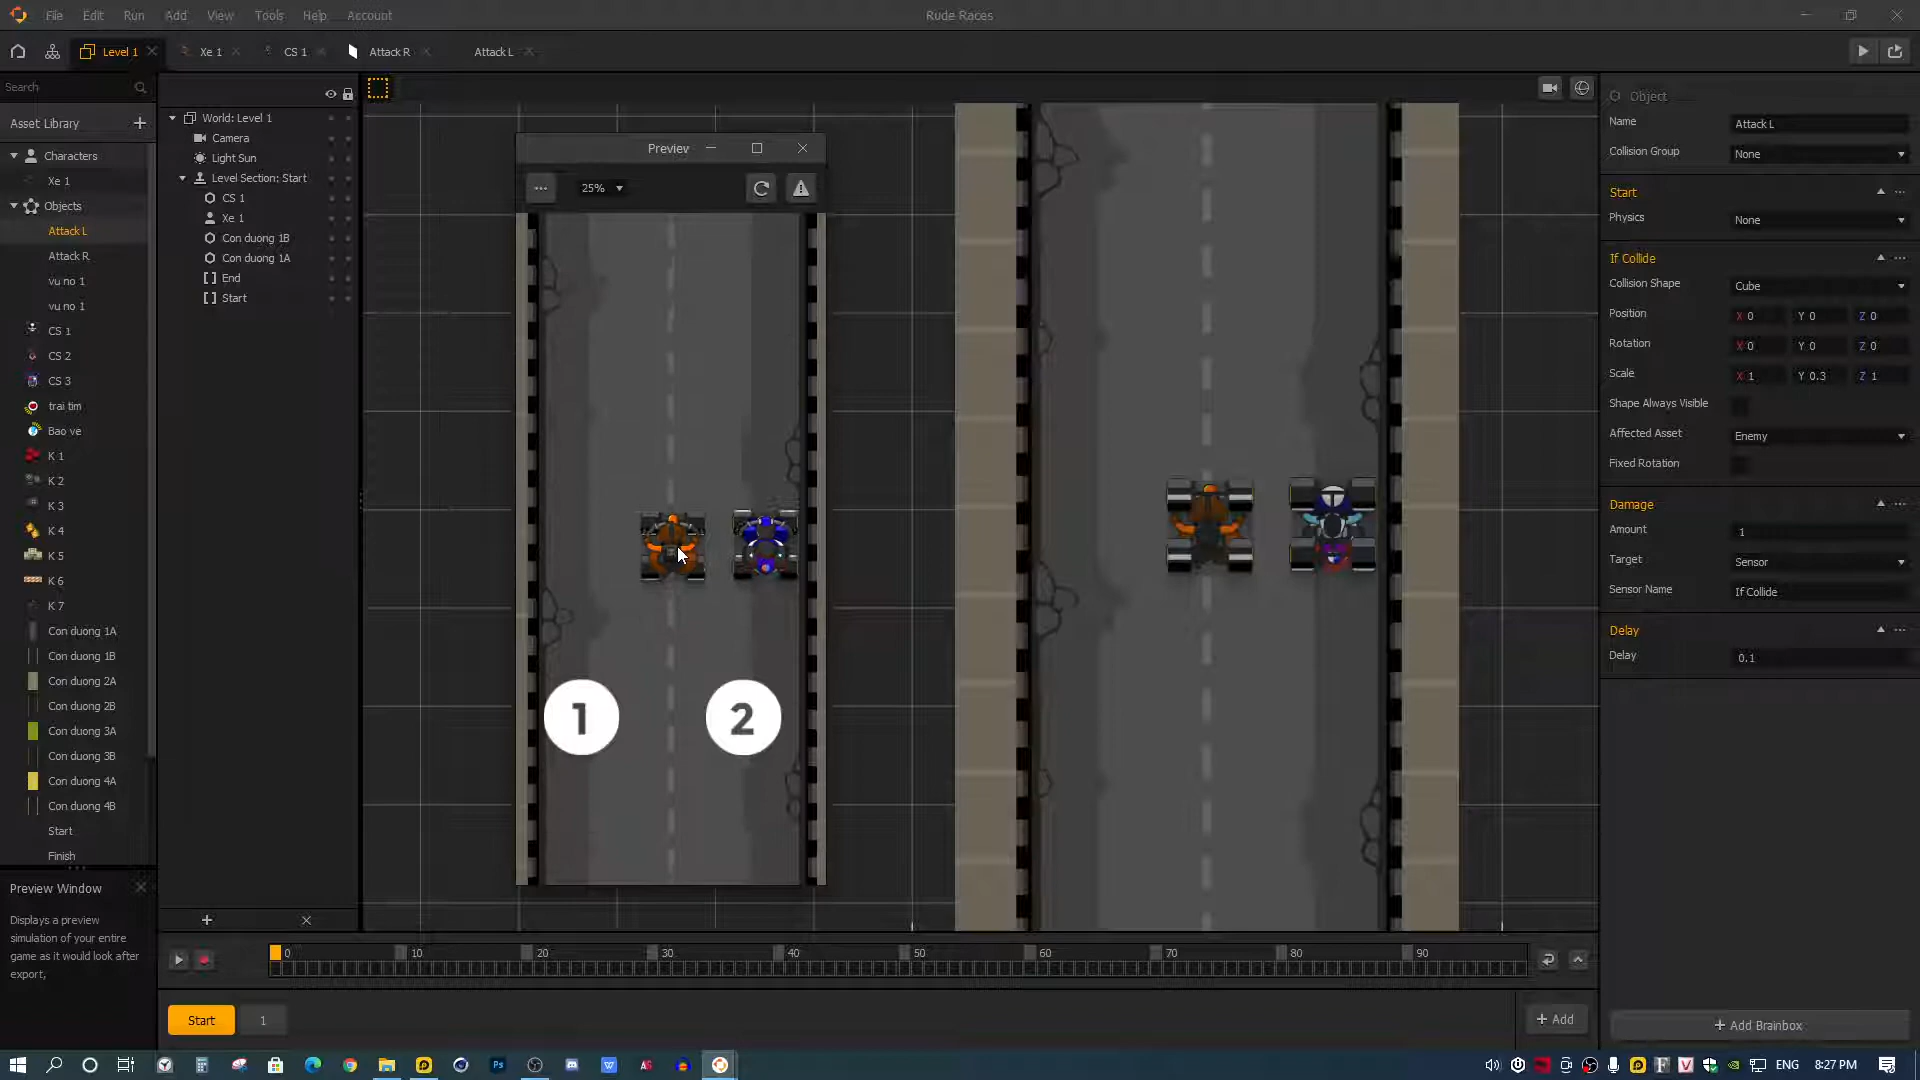 File Edit Run Add View Tools Help Account
Rude Races
Level 1
Xe 1
CS 1
Attack R
Attack L
Search
Asset Library
Characters
Xe 1
Objects
Attack L
Attack R
vu no 1
vu no 1
CS 1
CS 2
CS 3
trai tim
Bao ve
K 1
K 2
K 3
K 4
K 5
K 6
K 7
Con duong 1A
Con duong 1B
Con duong 2A
Con duong 2B
Con duong 3A
Con duong 3B
Con duong 4A
Con duong 4B
Start
Finish
Preview Window
Displays a preview
simulation of your entire
game as it would look after
export,
World: Level 1
Camera
Light Sun
Level Section: Start
CS 1
Xe 1
Con duong 1B
Con duong 1A
End
Start
Preview
25%
1
2
0 10 20 30 40 50 60 70 80 90
Start
1
+ Add
Object
Name Attack L
Collision Group None
Start
Physics None
If Collide
Collision Shape Cube
Position X 0 Y 0 Z 0
Rotation X 0 Y 0 Z 0
Scale X 1 Y 0.3 Z 1
Shape Always Visible
Affected Asset Enemy
Fixed Rotation
Damage
Amount 1
Target Sensor
Sensor Name If Collide
Delay
Delay 0.1
+ Add Brainbox
ENG 8:27 PM